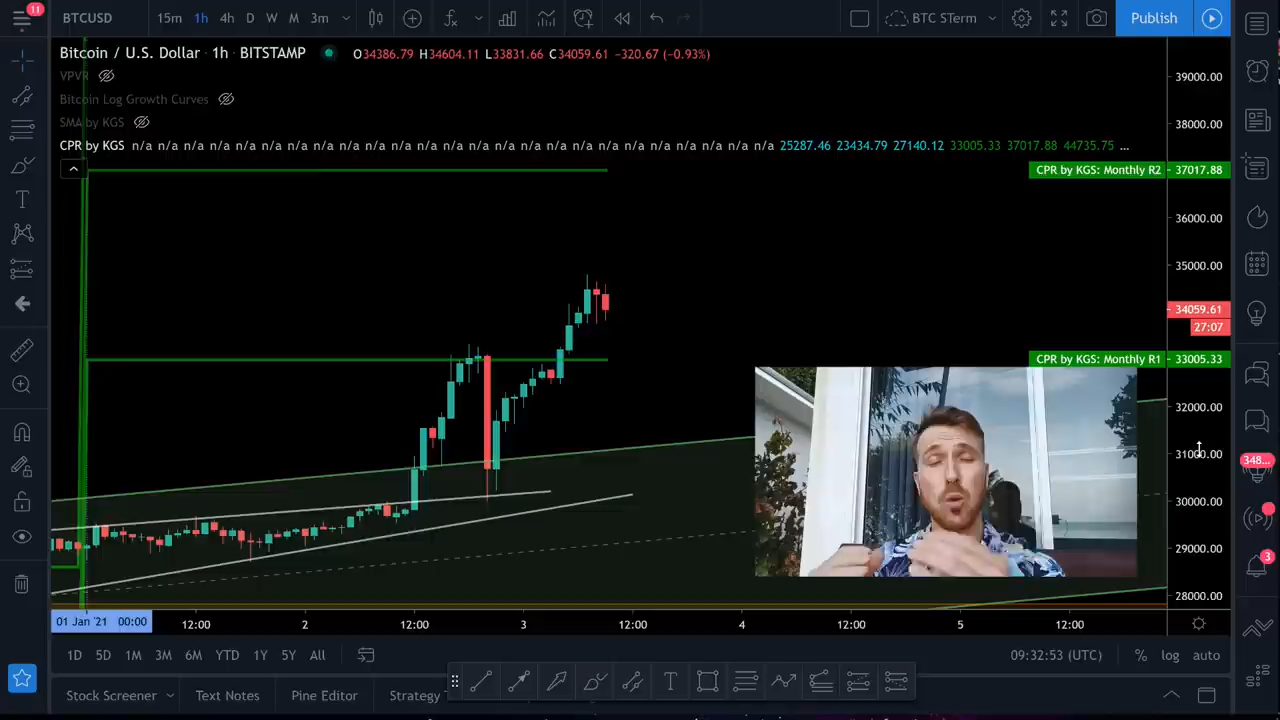 11
BTCUSD 15m 1h 4h D W M 3m BTC STerm Publish
Bitcoin / U.S. Dollar · 1h · BITSTAMP O34386.79 H34604.11 L33831.66 C34059.61 −320.67 (−0.93%)
VPVR
Bitcoin Log Growth Curves
SMA by KGS
CPR by KGS n/a n/a n/a n/a n/a n/a n/a n/a n/a n/a n/a n/a n/a n/a n/a n/a n/a n/a n/a n/a n/a n/a n/a n/a n/a 25287.46 23434.79 27140.12 33005.33 37017.88 44735.75 ...
39000.00
38000.00
CPR by KGS: Monthly R2 37017.88
36000.00
35000.00
34059.61
27:07
CPR by KGS: Monthly R1 33005.33
32000.00
31000.00
348...
30000.00
29000.00
3
28000.00
01 Jan '21 00:00 12:00 2 12:00 3 12:00 4 12:00 5 12:00
1D 5D 1M 3M 6M YTD 1Y 5Y All 09:32:53 (UTC) % log auto
Stock Screener Text Notes Pine Editor Strategy